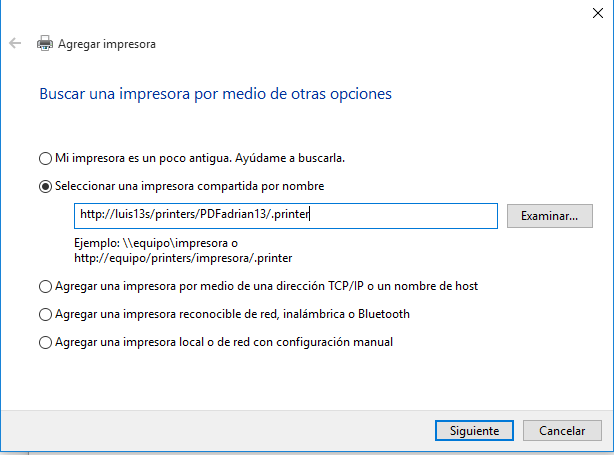 Agregar impresora
Buscar una impresora por medio de otras opciones
Mi impresora es un poco antigua. Ayúdame a buscarla.
Seleccionar una impresora compartida por nombre
http://luis13s/printers/PDFadrian13/.printer
Examinar...
Ejemplo: \\equipo\impresora o
http://equipo/printers/impresora/.printer
Agregar una impresora por medio de una dirección TCP/IP o un nombre de host
Agregar una impresora reconocible de red, inalámbrica o Bluetooth
Agregar una impresora local o de red con configuración manual
Siguiente
Cancelar